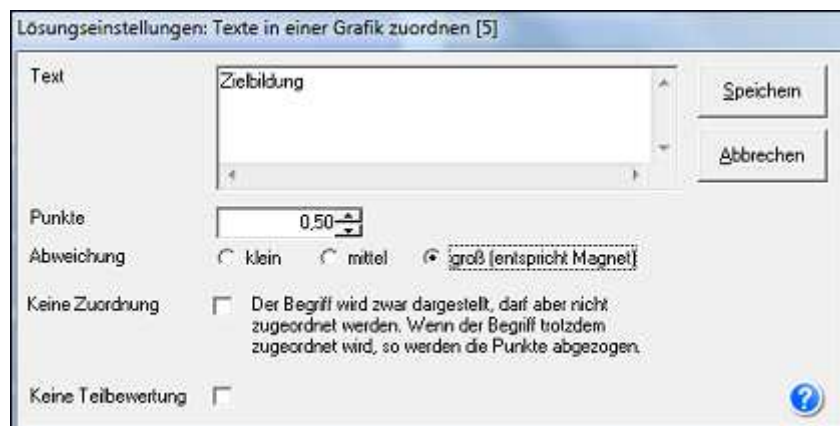 Lösungseinstellungen: Texte in einer Grafik zuordnen [5]
Text
Zielbildung
Speichern
Abbrechen
Punkte
0,50
Abweichung
klein
mittel
groß (entspricht Magnet)
Keine Zuordnung
Der Begriff wird zwar dargestellt, darf aber nicht
zugeordnet werden. Wenn der Begriff trotzdem
zugeordnet wird, so werden die Punkte abgezogen.
Keine Teilbewertung
?